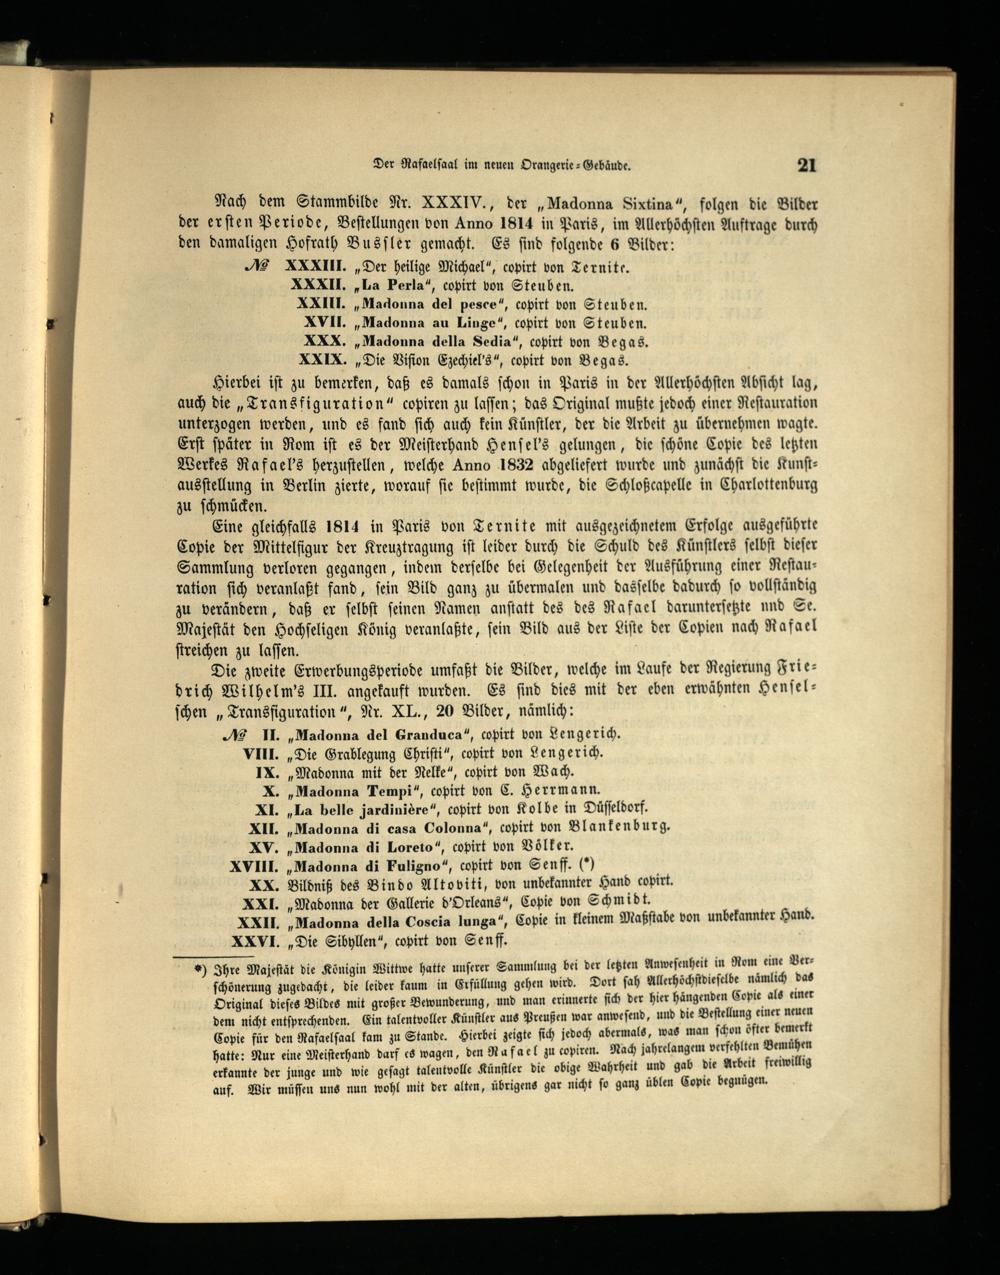 Der Rafaelsaal im neuen Orangerie-Gebäude. 21
Nach dem Stammbilde Nr. XXXIV., der „Madonna Sixtina“, folgen die Bilder
der ersten Periode, Bestellungen von Anno 1814 in Paris, im Allerhöchsten Auftrage durch
den damaligen Hofrath Bussler gemacht. Es sind folgende 6 Bilder:
№ XXXIII. „Der heilige Michael“, copirt von Ternite.
XXXII. „La Perla“, copirt von Steuben.
XXIII. „Madonna del pesce“, copirt von Steuben.
XVII. „Madonna au Linge“, copirt von Steuben.
XXX. „Madonna della Sedia“, copirt von Begas.
XXIX. „Die Vision Ezechiel's“, copirt von Begas.
Hierbei ist zu bemerken, daß es damals schon in Paris in der Allerhöchsten Absicht lag,
auch die „Transfiguration“ copiren zu lassen; das Original mußte jedoch einer Restauration
unterzogen werden, und es fand sich auch kein Künstler, der die Arbeit zu übernehmen wagte.
Erst später in Rom ist es der Meisterhand Hensel's gelungen, die schöne Copie des letzten
Werkes Rafael's herzustellen, welche Anno 1832 abgeliefert wurde und zunächst die Kunst-
ausstellung in Berlin zierte, worauf sie bestimmt wurde, die Schloßcapelle in Charlottenburg
zu schmücken.
Eine gleichfalls 1814 in Paris von Ternite mit ausgezeichnetem Erfolge ausgeführte
Copie der Mittelfigur der Kreuztragung ist leider durch die Schuld des Künstlers selbst dieser
Sammlung verloren gegangen, indem derselbe bei Gelegenheit der Ausführung einer Restau-
ration sich veranlaßt fand, sein Bild ganz zu übermalen und dasselbe dadurch so vollständig
zu verändern, daß er selbst seinen Namen anstatt des des Rafael daruntersetzte und Se.
Majestät den Hochseligen König veranlaßte, sein Bild aus der Liste der Copien nach Rafael
streichen zu lassen.
Die zweite Erwerbungsperiode umfaßt die Bilder, welche im Laufe der Regierung Frie-
drich Wilhelm's III. angekauft wurden. Es sind dies mit der eben erwähnten Hensel-
schen „Transfiguration“, Nr. XL., 20 Bilder, nämlich:
№ II. „Madonna del Granduca“, copirt von Lengerich.
VIII. „Die Grablegung Christi“, copirt von Lengerich.
IX. „Madonna mit der Nelke“, copirt von Wach.
X. „Madonna Tempi“, copirt von C. Herrmann.
XI. „La belle jardinière“, copirt von Kolbe in Düsseldorf.
XII. „Madonna di casa Colonna“, copirt von Blankenburg.
XV. „Madonna di Loreto“, copirt von Völker.
XVIII. „Madonna di Fuligno“, copirt von Senff. (*)
XX. Bildniß des Bindo Altoviti, von unbekannter Hand copirt.
XXI. „Madonna der Gallerie d'Orleans“, Copie von Schmidt.
XXII. „Madonna della Coscia lunga“, Copie in kleinem Maßstabe von unbekannter Hand.
XXVI. „Die Sibyllen“, copirt von Senff.
*) Ihre Majestät die Königin Wittwe hatte unserer Sammlung bei der letzten Anwesenheit in Rom eine Ver-
schönerung zugedacht, die leider kaum in Erfüllung gehen wird. Dort sah Allerhöchstdieselbe nämlich das
Original dieses Bildes mit großer Bewunderung, und man erinnerte sich der hier hängenden Copie als einer
dem nicht entsprechenden. Ein talentvoller Künstler aus Preußen war anwesend, und die Bestellung einer neuen
Copie für den Rafaelsaal kam zu Stande. Hierbei zeigte sich jedoch abermals, was man schon öfter bemerkt
hatte: Nur eine Meisterhand darf es wagen, den Rafael zu copiren. Nach jahrelangem verfehlten Bemühen
erkannte der junge und wie gesagt talentvolle Künstler die obige Wahrheit und gab die Arbeit freiwillig
auf. Wir müssen uns nun wohl mit der alten, übrigens gar nicht so ganz üblen Copie begnügen.